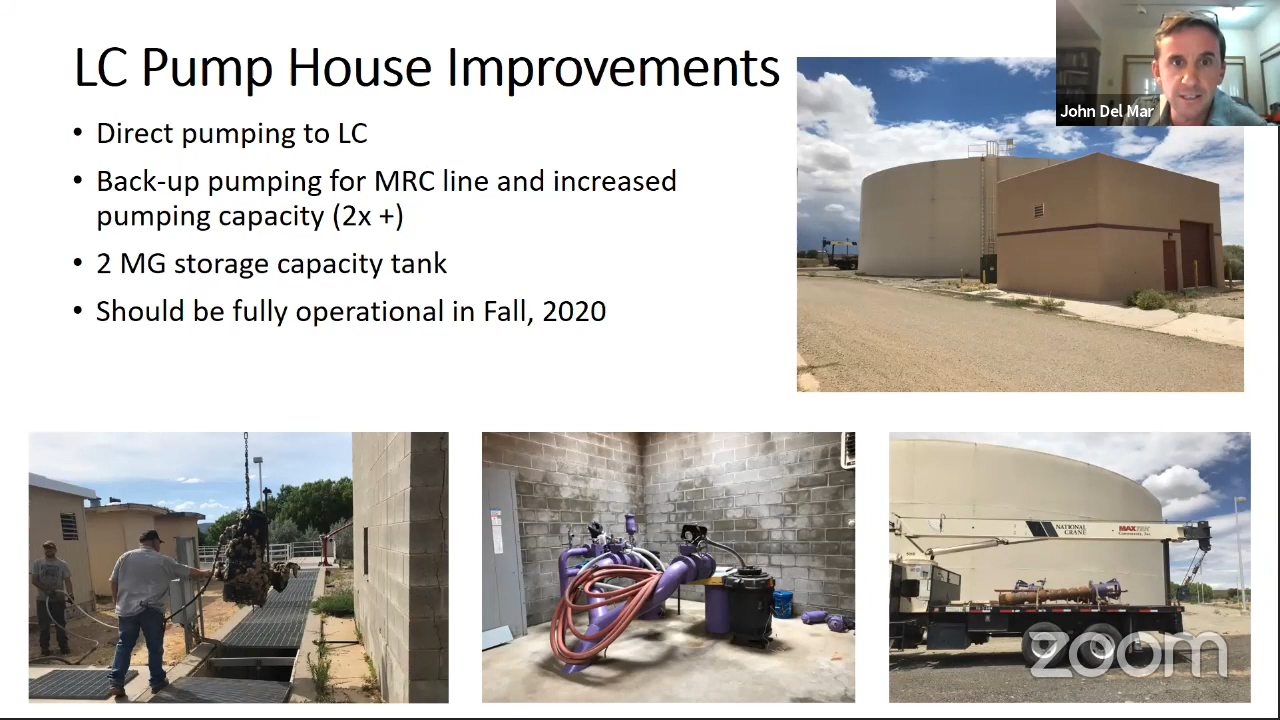 LC Pump House Improvements
John Del Mar
• Direct pumping to LC
• Back-up pumping for MRC line and increased
pumping capacity (2x +)
• 2 MG storage capacity tank
• Should be fully operational in Fall, 2020
NATIONAL
CRANE
MAXTEK
zoom